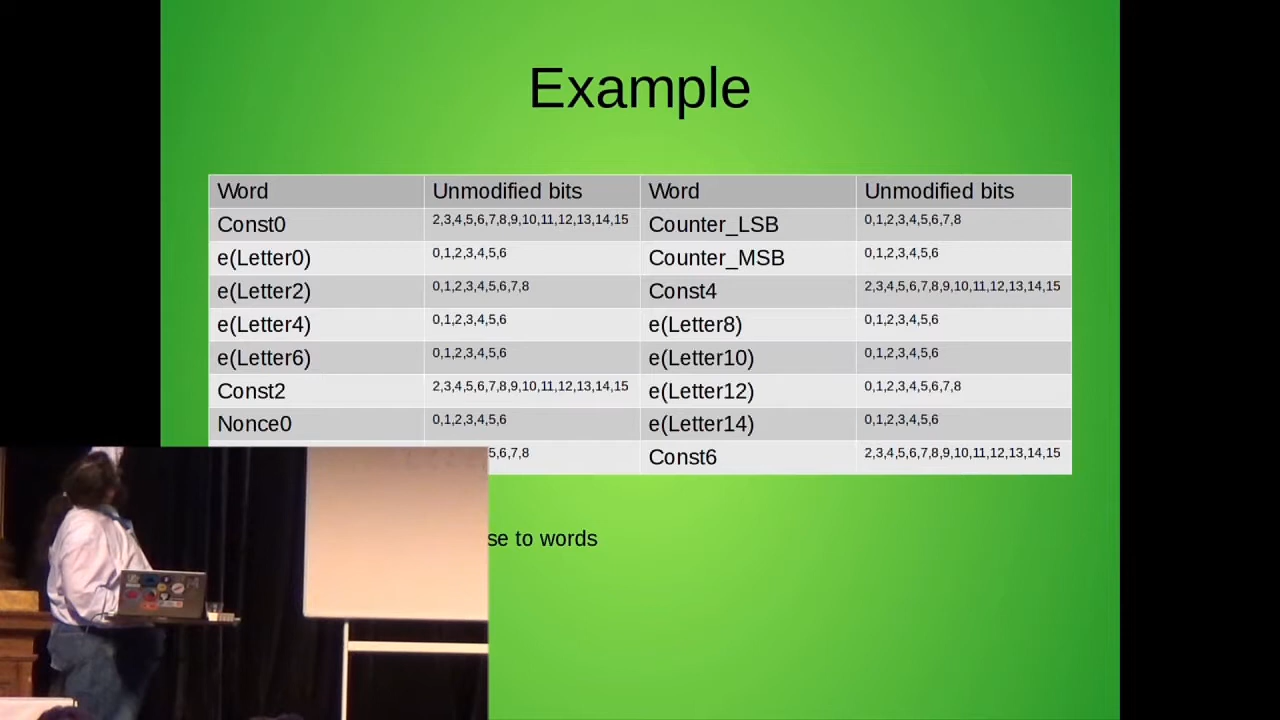 Example
Word Unmodified bits Word Unmodified bits
Const0 2,3,4,5,6,7,8,9,10,11,12,13,14,15 Counter_LSB 0,1,2,3,4,5,6,7,8
e(Letter0) 0,1,2,3,4,5,6 Counter_MSB 0,1,2,3,4,5,6
e(Letter2) 0,1,2,3,4,5,6,7,8 Const4 2,3,4,5,6,7,8,9,10,11,12,13,14,15
e(Letter4) 0,1,2,3,4,5,6 e(Letter8) 0,1,2,3,4,5,6
e(Letter6) 0,1,2,3,4,5,6 e(Letter10) 0,1,2,3,4,5,6
Const2 2,3,4,5,6,7,8,9,10,11,12,13,14,15 e(Letter12) 0,1,2,3,4,5,6,7,8
Nonce0 0,1,2,3,4,5,6 e(Letter14) 0,1,2,3,4,5,6
5,6,7,8 Const6 2,3,4,5,6,7,8,9,10,11,12,13,14,15
se to words